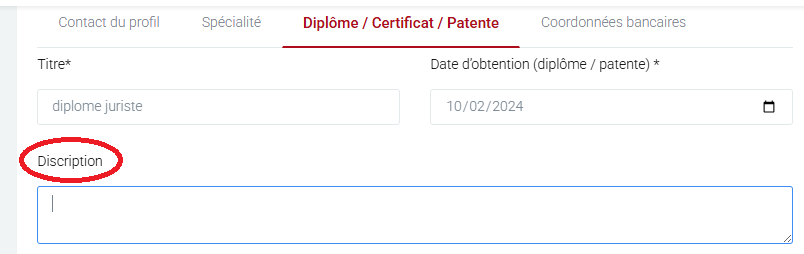 Contact du profil Spécialité Diplôme / Certificat / Patente Coordonnées bancaires
Titre* Date d'obtention (diplôme / patente) *
diplome juriste 10/02/2024
Discription